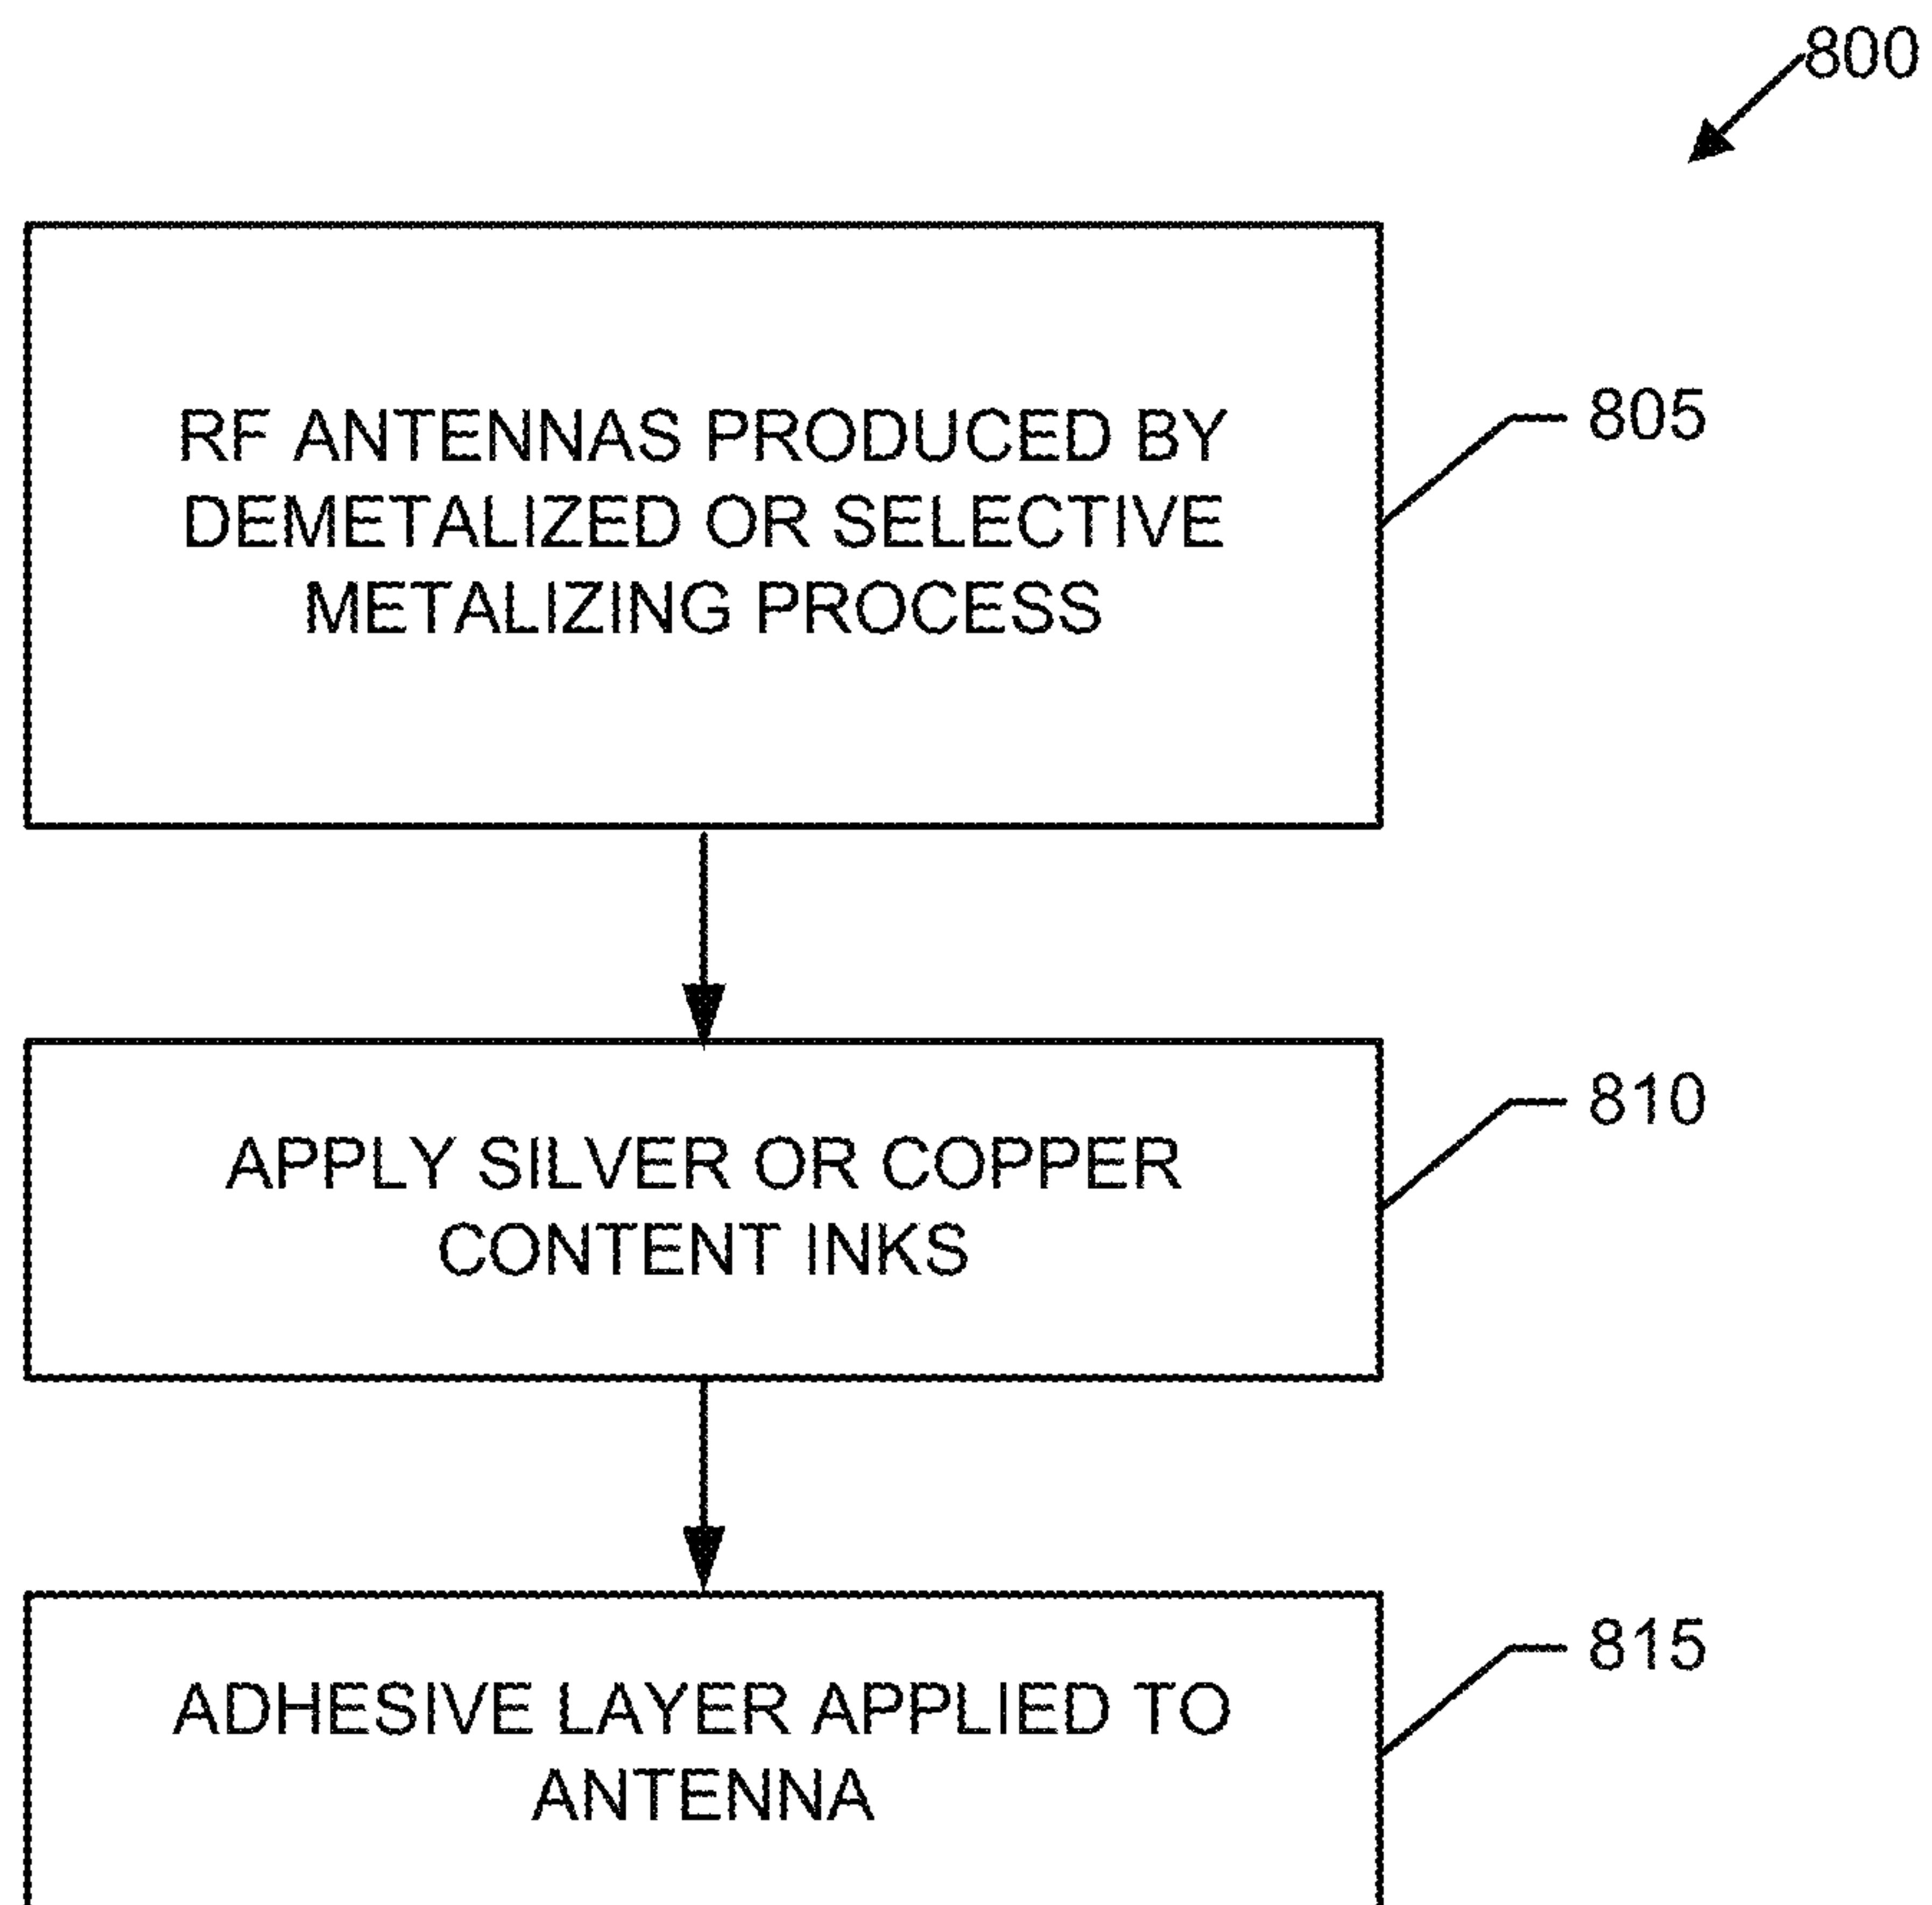 800
RF ANTENNAS PRODUCED BY
DEMETALIZED OR SELECTIVE
METALIZING PROCESS
805
APPLY SILVER OR COPPER
CONTENT INKS
810
ADHESIVE LAYER APPLIED TO
ANTENNA
815